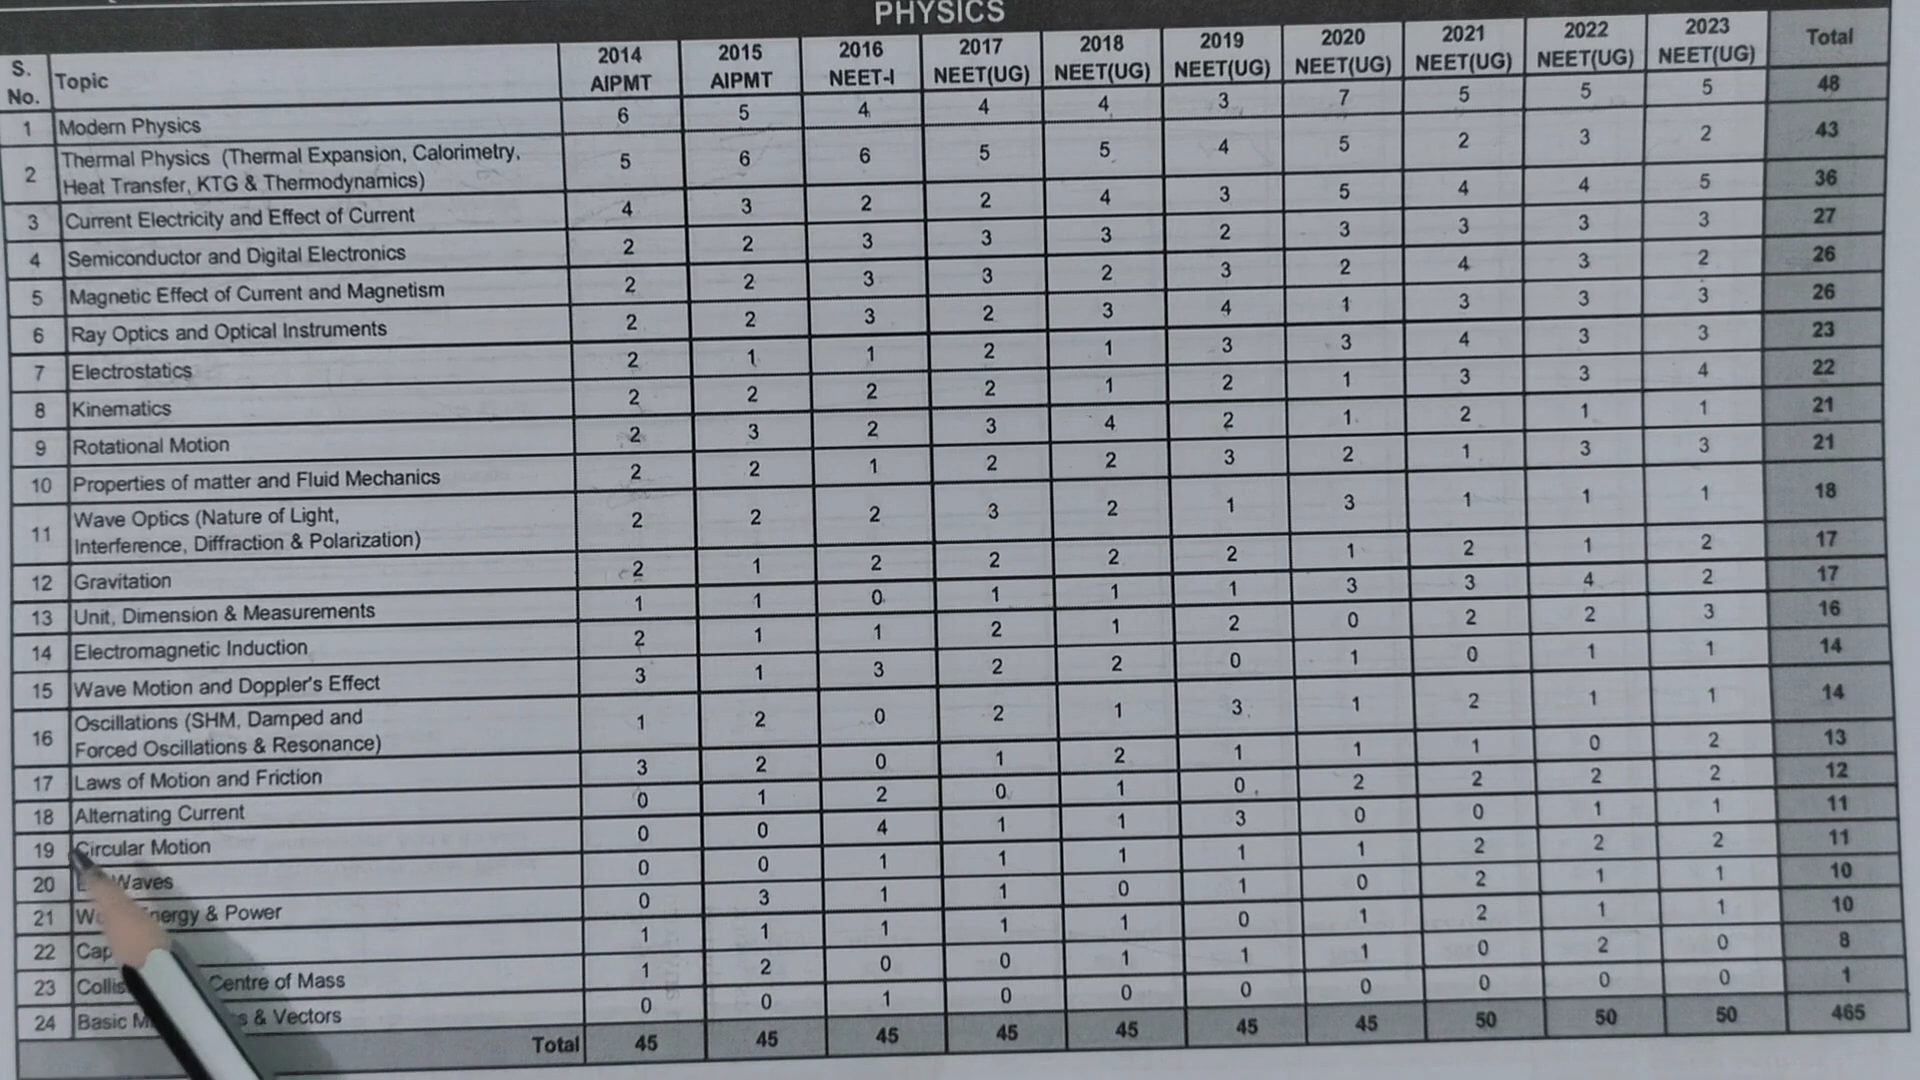 PHYSICS
S. No. Topic 2014 AIPMT 2015 AIPMT 2016 NEET-I 2017 NEET(UG) 2018 NEET(UG) 2019 NEET(UG) 2020 NEET(UG) 2021 NEET(UG) 2022 NEET(UG) 2023 NEET(UG) Total
1 Modern Physics 6 5 4 4 4 3 7 5 5 5 48
2 Thermal Physics (Thermal Expansion, Calorimetry,
Heat Transfer, KTG & Thermodynamics) 5 6 6 5 5 4 5 2 3 2 43
3 Current Electricity and Effect of Current 4 3 2 2 4 3 5 4 4 5 36
4 Semiconductor and Digital Electronics 2 2 3 3 3 2 3 3 3 3 27
5 Magnetic Effect of Current and Magnetism 2 2 3 3 2 3 2 4 3 2 26
6 Ray Optics and Optical Instruments 2 2 3 2 3 4 1 3 3 3 26
7 Electrostatics 2 1 1 2 1 3 3 4 3 3 23
8 Kinematics 2 2 2 2 1 2 1 3 3 4 22
9 Rotational Motion 2 3 2 3 4 2 1 2 1 1 21
10 Properties of matter and Fluid Mechanics 2 2 1 2 2 3 2 1 3 3 21
11 Wave Optics (Nature of Light,
Interference, Diffraction & Polarization) 2 2 2 3 2 1 3 1 1 1 18
12 Gravitation 2 1 2 2 2 2 1 2 1 2 17
13 Unit, Dimension & Measurements 1 1 0 1 1 1 3 3 4 2 17
14 Electromagnetic Induction 2 1 1 2 1 2 0 2 2 3 16
15 Wave Motion and Doppler's Effect 3 1 3 2 2 0 1 0 1 1 14
16 Oscillations (SHM, Damped and
Forced Oscillations & Resonance) 1 2 0 2 1 3 1 2 1 1 14
17 Laws of Motion and Friction 3 2 0 1 2 1 1 1 0 2 13
18 Alternating Current 0 1 2 0 1 0 2 2 2 2 12
19 Circular Motion 0 0 4 1 1 3 0 0 1 1 11
20 Waves 0 0 1 1 1 1 1 2 2 2 11
21 & Power 0 3 1 1 0 1 0 2 1 1 10
22 1 1 1 1 1 0 1 2 1 1 10
23 Centre of Mass 1 2 0 0 1 1 1 0 2 0 8
24 Basic & Vectors 0 0 1 0 0 0 0 0 0 0 1
Total 45 45 45 45 45 45 45 50 50 50 465